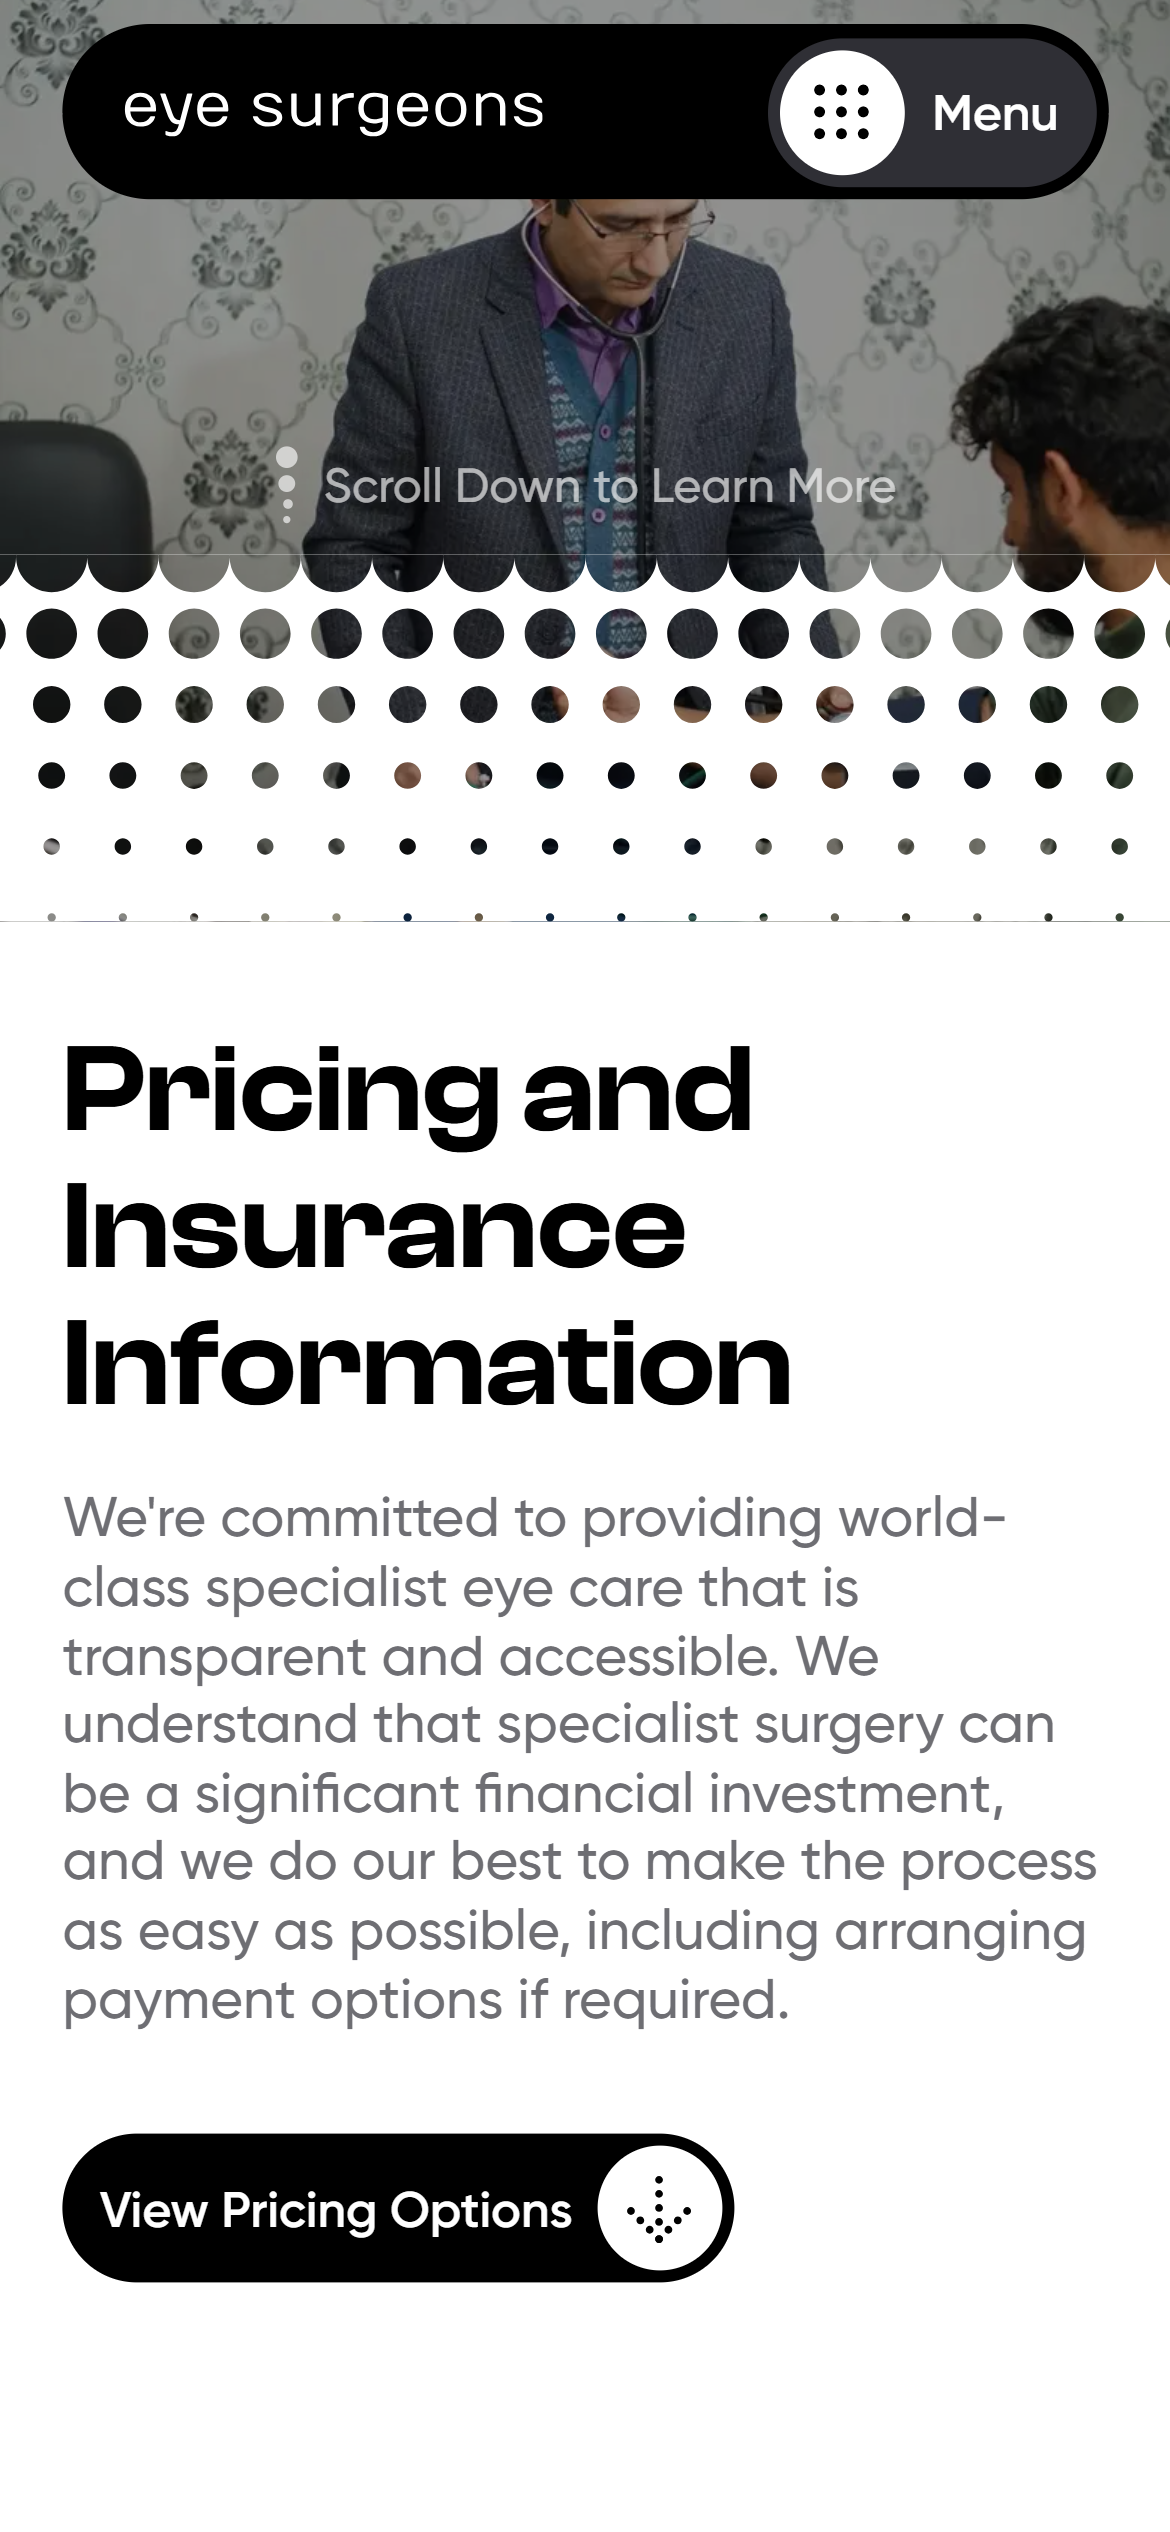 eye surgeons
Menu
Scroll Down to Learn More
Pricing and
Insurance
Information
We're committed to providing world-
class specialist eye care that is
transparent and accessible. We
understand that specialist surgery can
be a significant financial investment,
and we do our best to make the process
as easy as possible, including arranging
payment options if required.
View Pricing Options